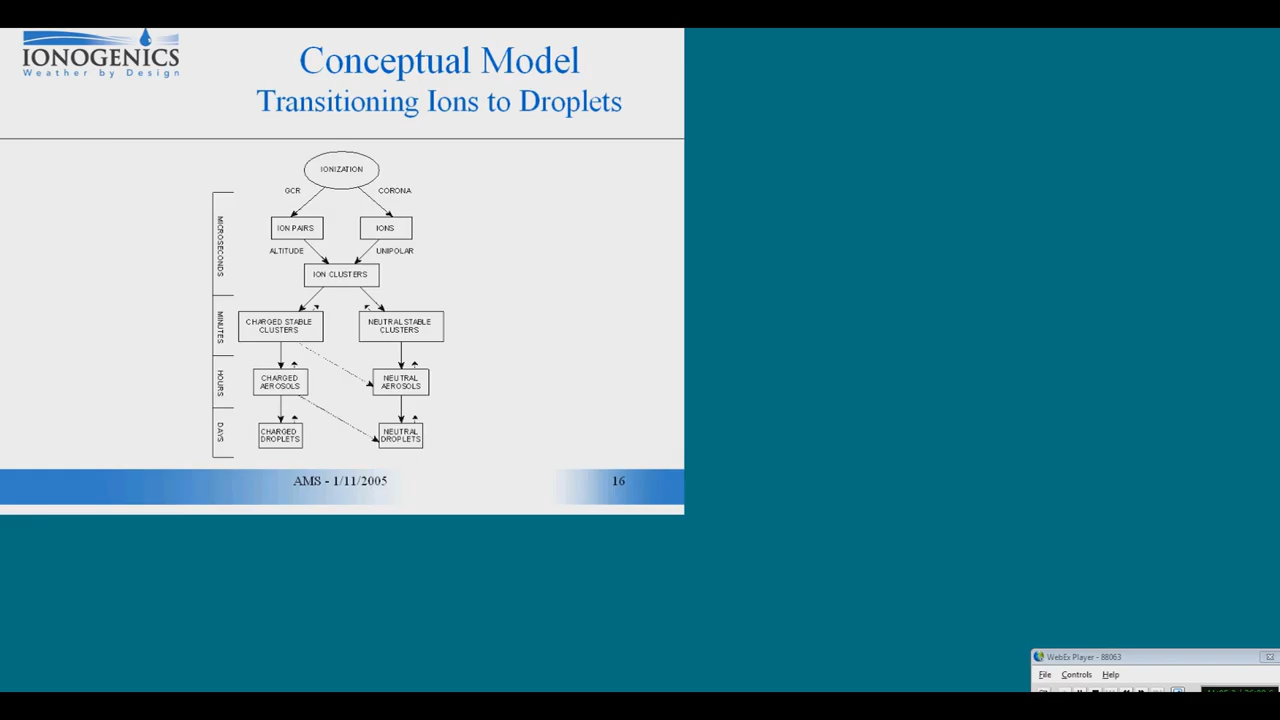 IONOGENICS
Weather by Design
Conceptual Model
Transitioning Ions to Droplets
IONIZATION
GCR
CORONA
MICROSECONDS
ION PAIRS
IONS
ALTITUDE
UNIPOLAR
ION CLUSTERS
MINUTES
CHARGED STABLE
CLUSTERS
NEUTRAL STABLE
CLUSTERS
HOURS
CHARGED
AEROSOLS
NEUTRAL
AEROSOLS
DAYS
CHARGED
DROPLETS
NEUTRAL
DROPLETS
AMS - 1/11/2005
16
WebEx Player - 88063
File Controls Help